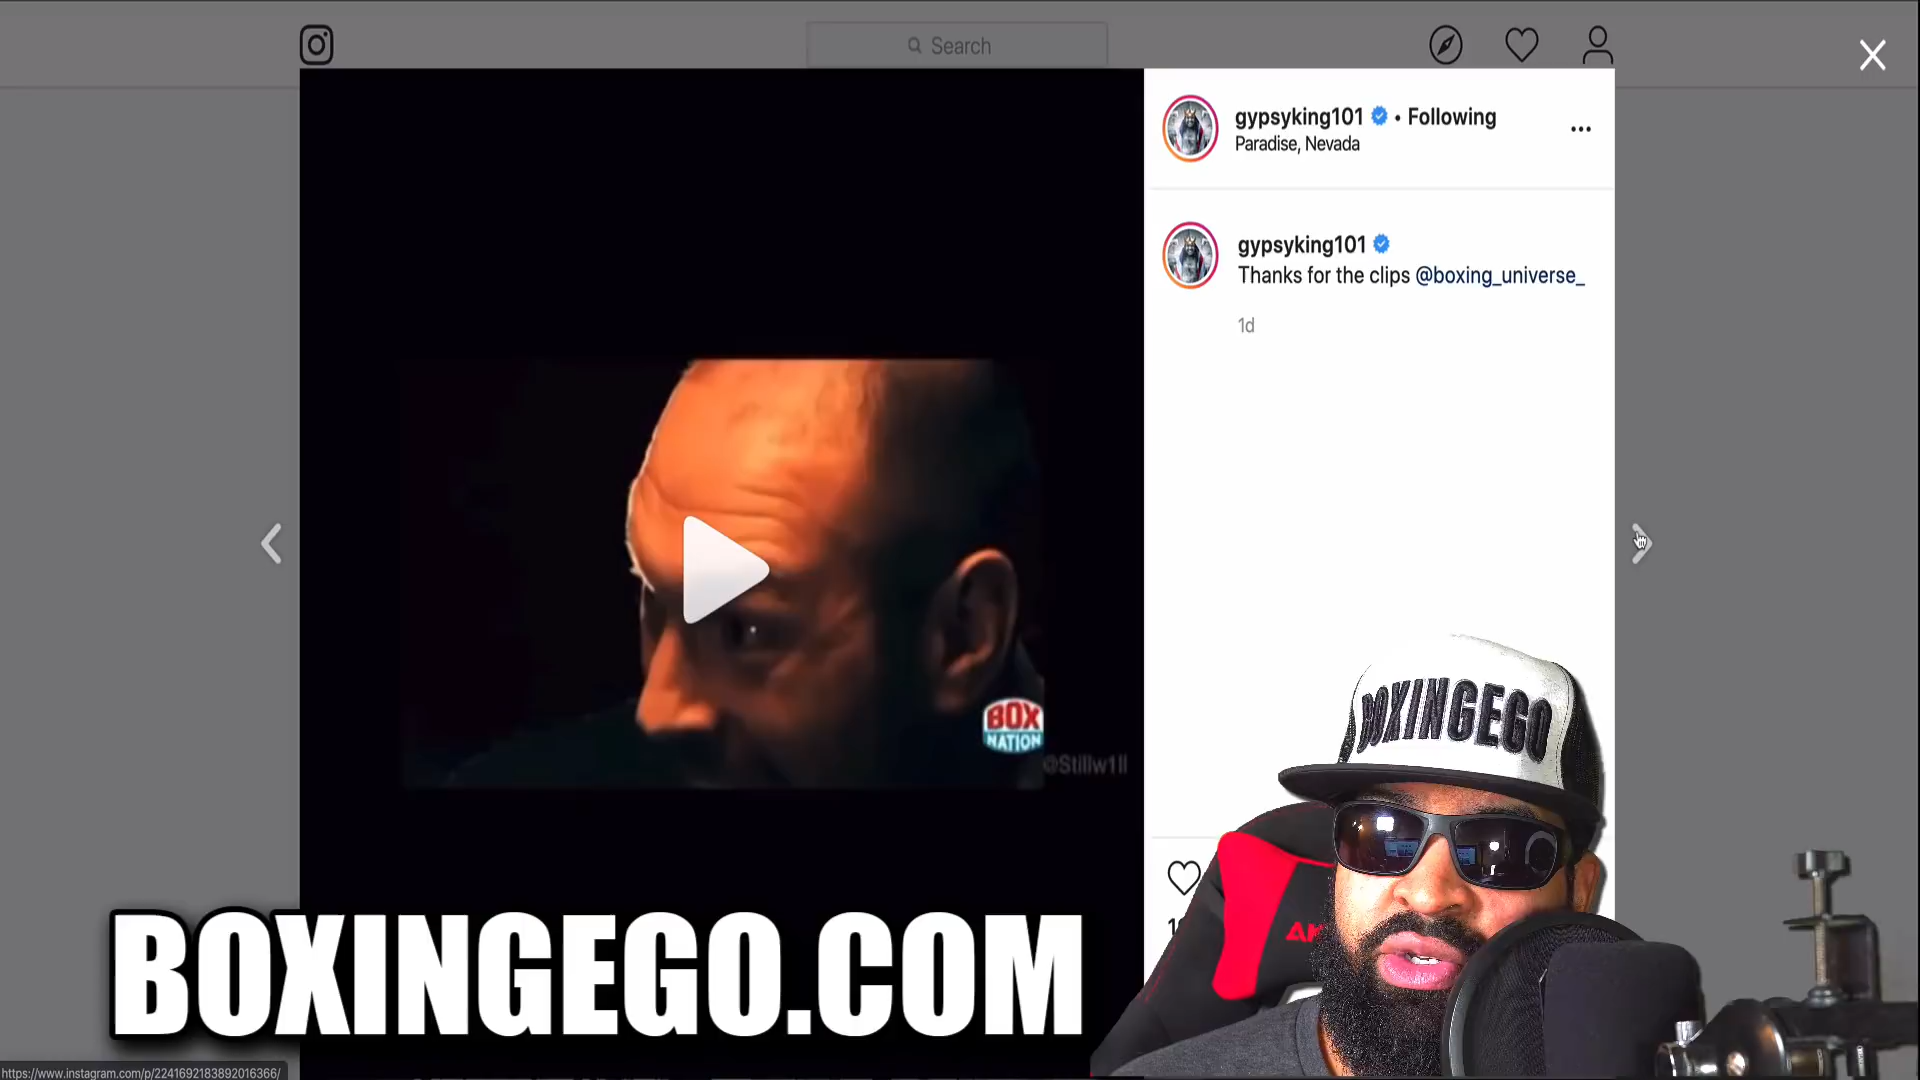 Search
gypsyking101 • Following
Paradise, Nevada
gypsyking101
Thanks for the clips @boxing_universe_
1d
BOX
NATION
@Stillw1ll
BOXINGEGO
BOXINGEGO.COM
https://www.instagram.com/p/2241692183892016366/